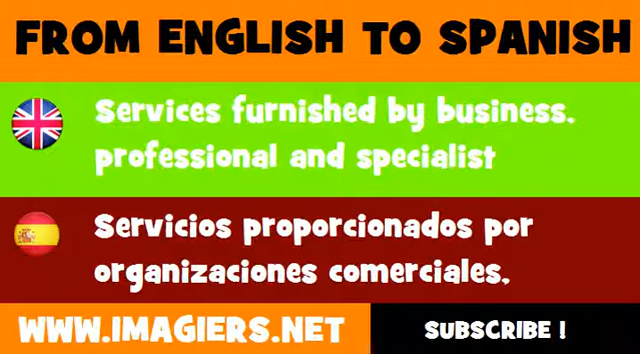 FROM ENGLISH TO SPANISH
Services furnished by business.
professional and specialist
Servicios proporcionados por
organizaciones comerciales,
WWW.IMAGIERS.NET
SUBSCRIBE !